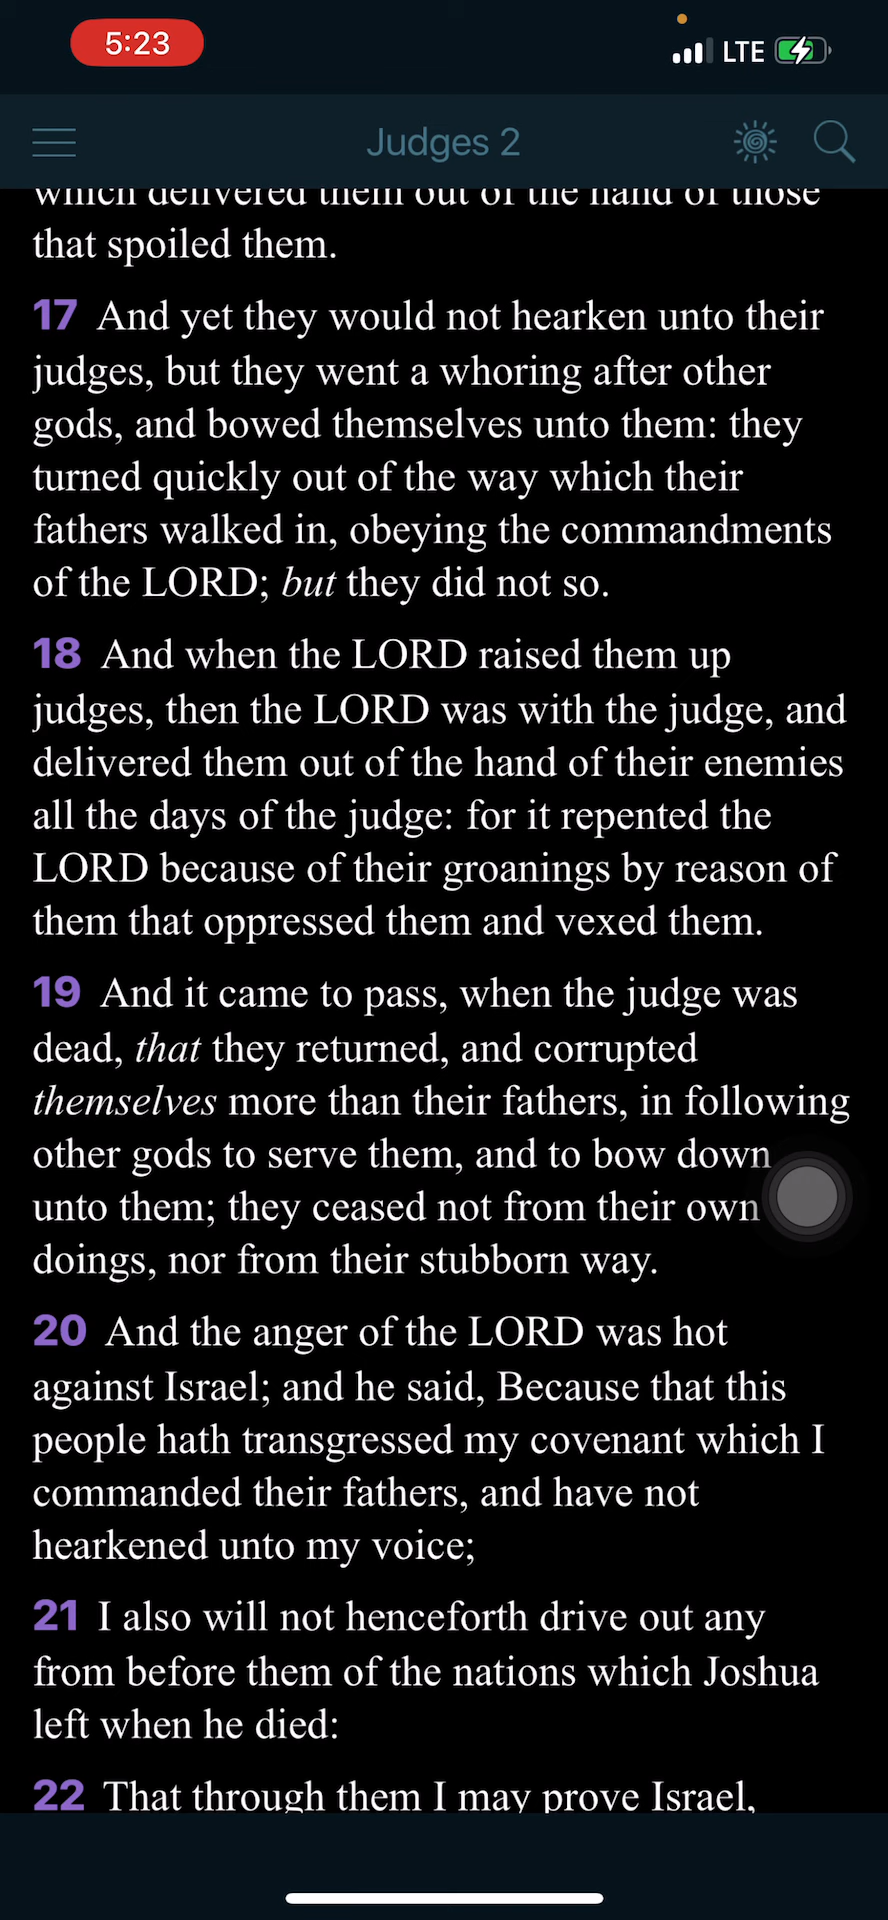 5:23
LTE
Judges 2
which delivered them out of the hand of those
that spoiled them.
17 And yet they would not hearken unto their
judges, but they went a whoring after other
gods, and bowed themselves unto them: they
turned quickly out of the way which their
fathers walked in, obeying the commandments
of the LORD; but they did not so.
18 And when the LORD raised them up
judges, then the LORD was with the judge, and
delivered them out of the hand of their enemies
all the days of the judge: for it repented the
LORD because of their groanings by reason of
them that oppressed them and vexed them.
19 And it came to pass, when the judge was
dead, that they returned, and corrupted
themselves more than their fathers, in following
other gods to serve them, and to bow down
unto them; they ceased not from their own
doings, nor from their stubborn way.
20 And the anger of the LORD was hot
against Israel; and he said, Because that this
people hath transgressed my covenant which I
commanded their fathers, and have not
hearkened unto my voice;
21 I also will not henceforth drive out any
from before them of the nations which Joshua
left when he died:
22 That through them I may prove Israel,